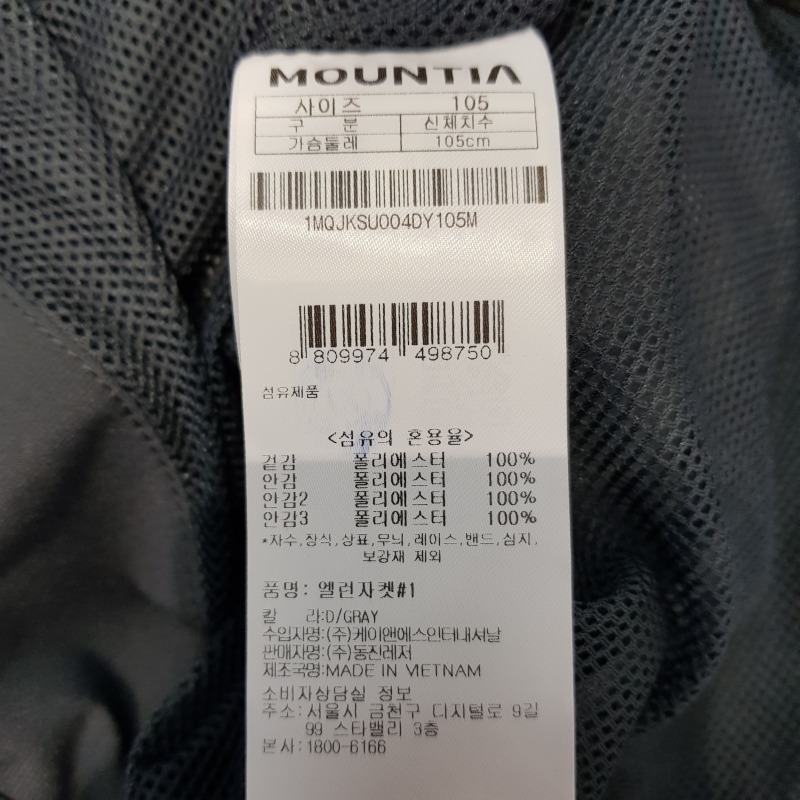 MOUNTIA
사이즈 105
구 분 신체치수
가슴둘레 105cm
1MQJKSU004DY105M
8 809974 498750
섬유제품
<섬유의 혼용율>
겉감 폴리에스터 100%
안감 폴리에스터 100%
안감2 폴리에스터 100%
안감3 폴리에스터 100%
*자수,장식,상표,무늬,레이스,밴드,심지,
보강재 제외
품명: 엘런자켓#1
칼 라:D/GRAY
수입자명:(주)케이앤에스인터내셔날
판매자명:(주)동진레저
제조국명:MADE IN VIETNAM
소비자상담실 정보
주소:서울시 금천구 디지털로 9길
99 스타밸리 3층
본사:1800-6166